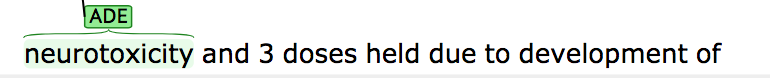 ADE
neurotoxicity and 3 doses held due to development of